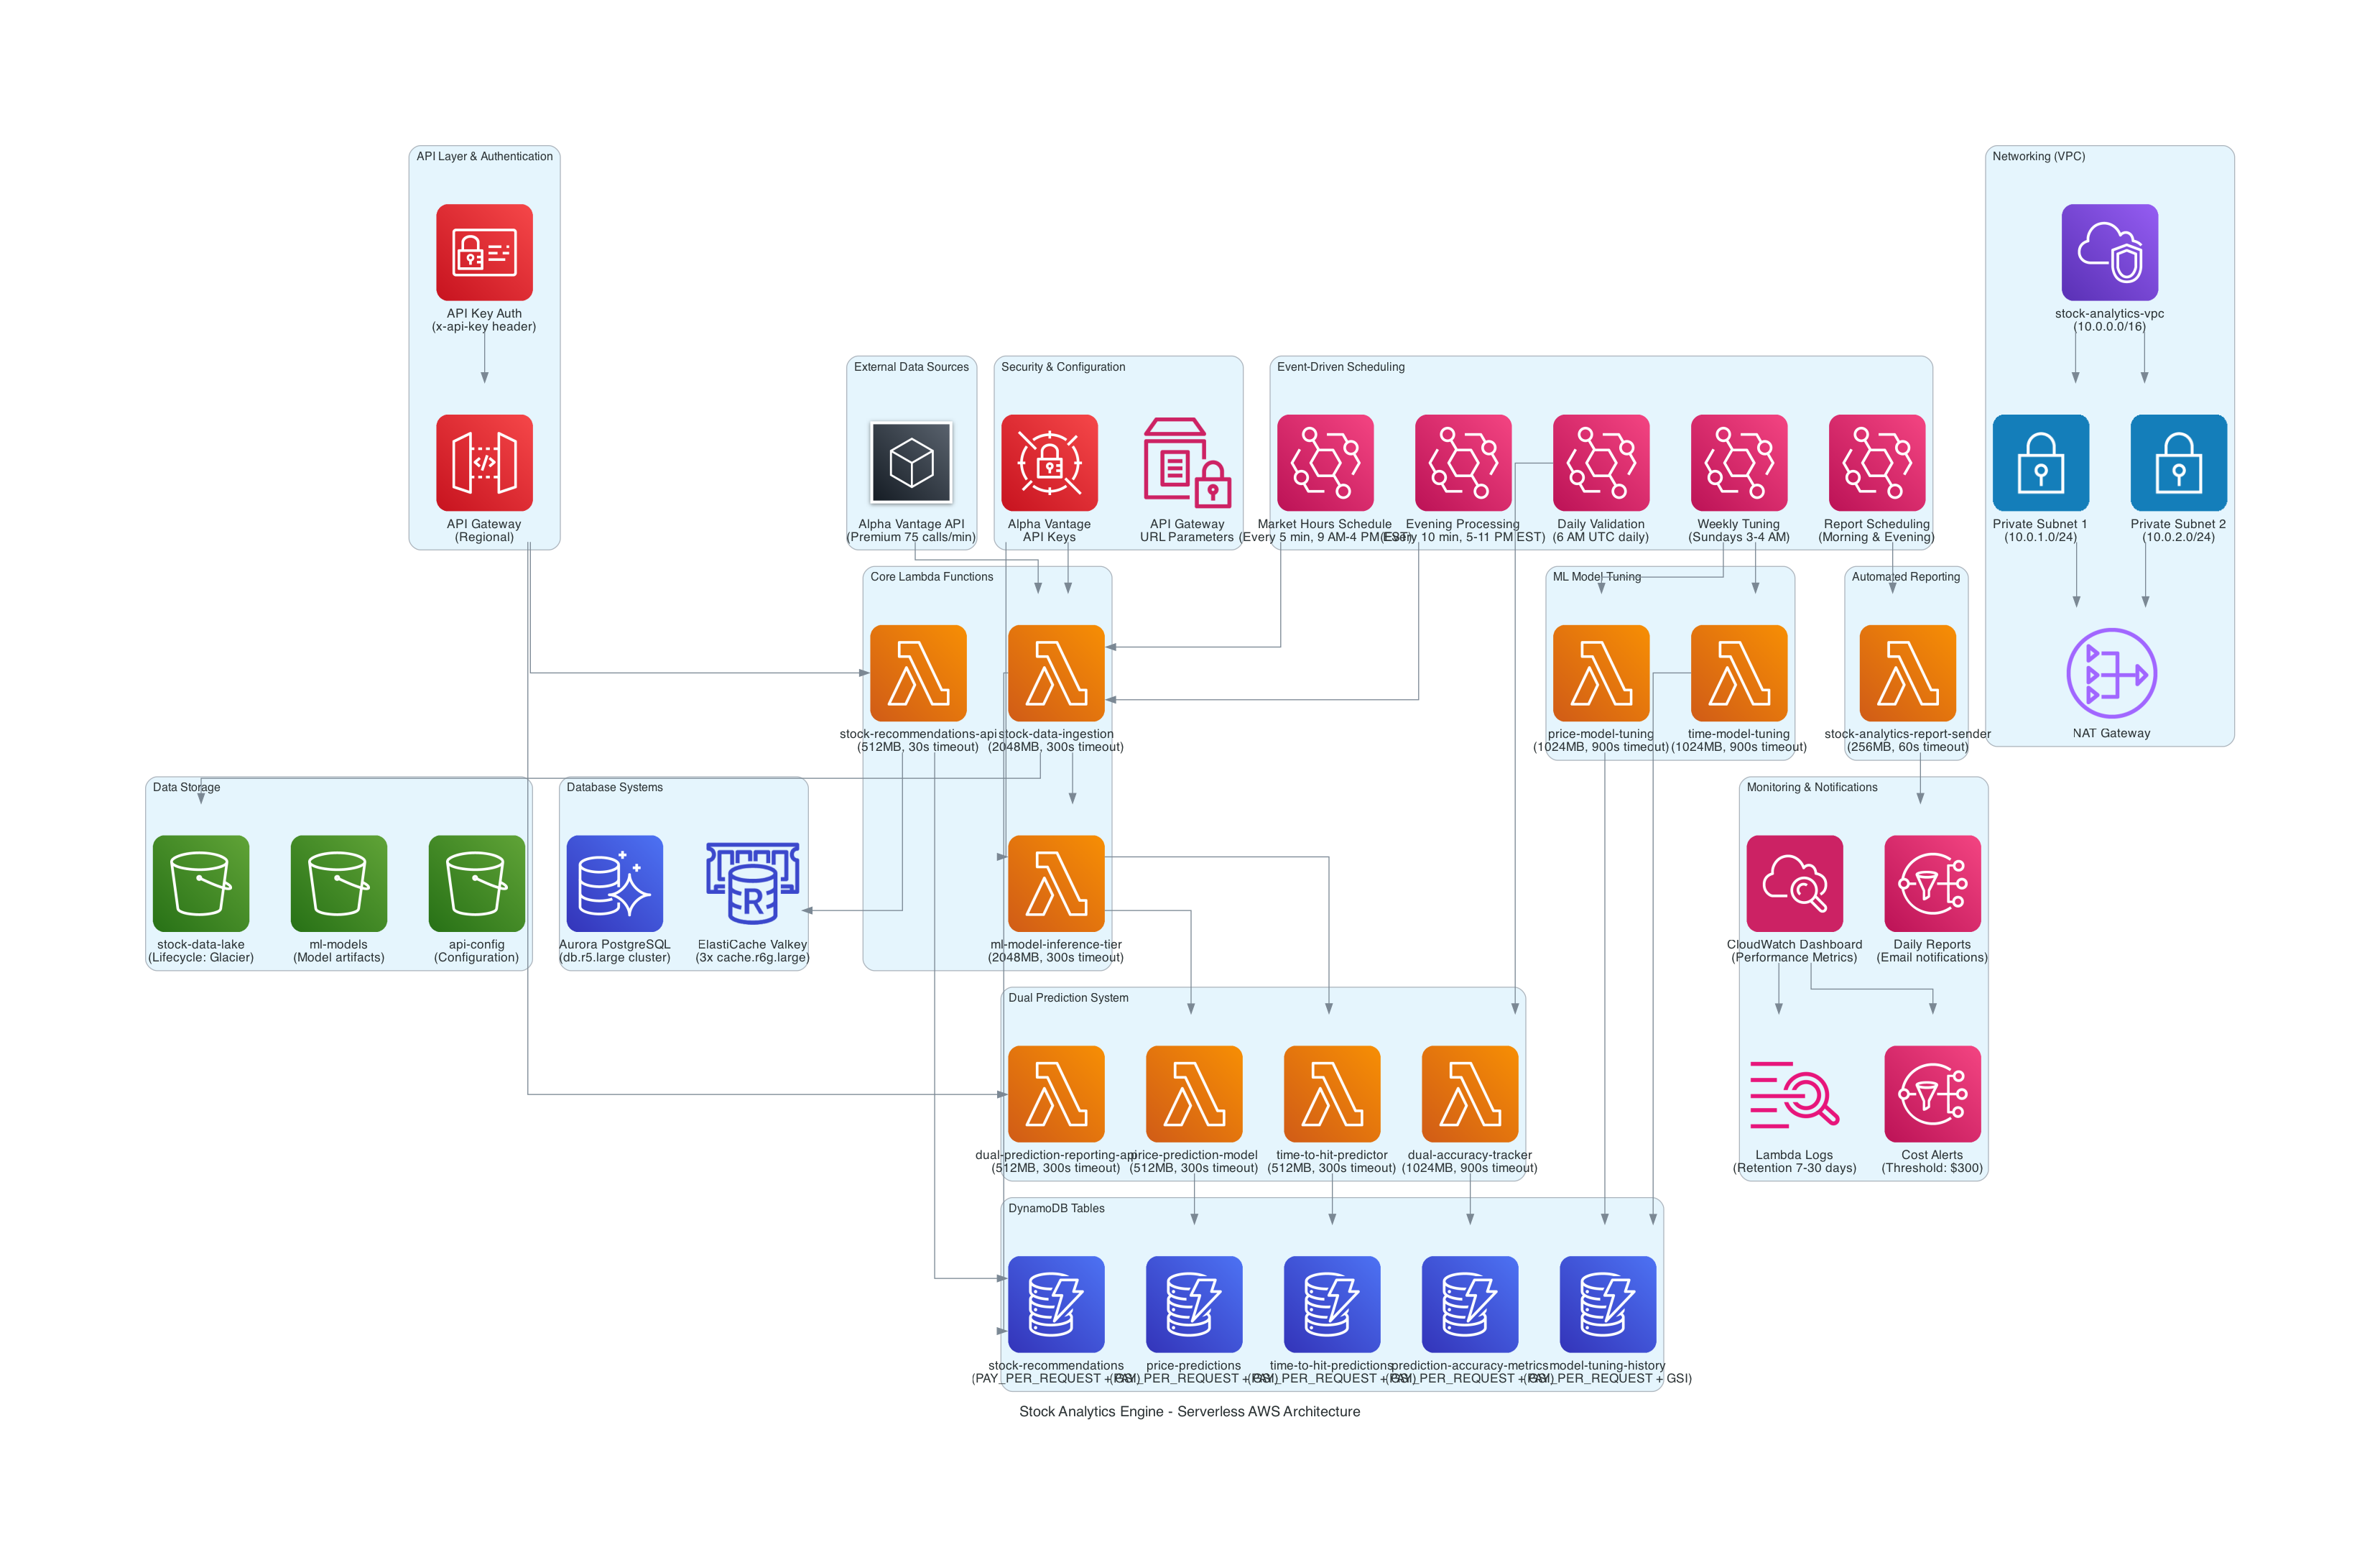 API Layer & Authentication
API Key Auth
(x-api-key header)
API Gateway
(Regional)
Networking (VPC)
stock-analytics-vpc
(10.0.0.0/16)
Private Subnet 1
(10.0.1.0/24)
Private Subnet 2
(10.0.2.0/24)
NAT Gateway
External Data Sources
Alpha Vantage API
(Premium 75 calls/min)
Security & Configuration
Alpha Vantage
API Keys
API Gateway
URL Parameters
Event-Driven Scheduling
Market Hours Schedule
(Every 5 min, 9 AM-4 PM EST)
Evening Processing
(Every 10 min, 5-11 PM EST)
Daily Validation
(6 AM UTC daily)
Weekly Tuning
(Sundays 3-4 AM)
Report Scheduling
(Morning & Evening)
Core Lambda Functions
stock-recommendations-api
(512MB, 30s timeout)
stock-data-ingestion
(2048MB, 300s timeout)
ml-model-inference-tier
(2048MB, 300s timeout)
ML Model Tuning
price-model-tuning
(1024MB, 900s timeout)
time-model-tuning
(1024MB, 900s timeout)
Automated Reporting
stock-analytics-report-sender
(256MB, 60s timeout)
Data Storage
stock-data-lake
(Lifecycle: Glacier)
ml-models
(Model artifacts)
api-config
(Configuration)
Database Systems
Aurora PostgreSQL
(db.r5.large cluster)
ElastiCache Valkey
(3x cache.r6g.large)
Monitoring & Notifications
CloudWatch Dashboard
(Performance Metrics)
Daily Reports
(Email notifications)
Lambda Logs
(Retention 7-30 days)
Cost Alerts
(Threshold: $300)
Dual Prediction System
dual-prediction-reporting-api
(512MB, 300s timeout)
price-prediction-model
(512MB, 300s timeout)
time-to-hit-predictor
(512MB, 300s timeout)
dual-accuracy-tracker
(1024MB, 900s timeout)
DynamoDB Tables
stock-recommendations
(PAY_PER_REQUEST + GSI)
price-predictions
(PAY_PER_REQUEST + GSI)
time-to-hit-predictions
(PAY_PER_REQUEST + GSI)
prediction-accuracy-metrics
(PAY_PER_REQUEST + GSI)
model-tuning-history
(PAY_PER_REQUEST + GSI)
Stock Analytics Engine - Serverless AWS Architecture